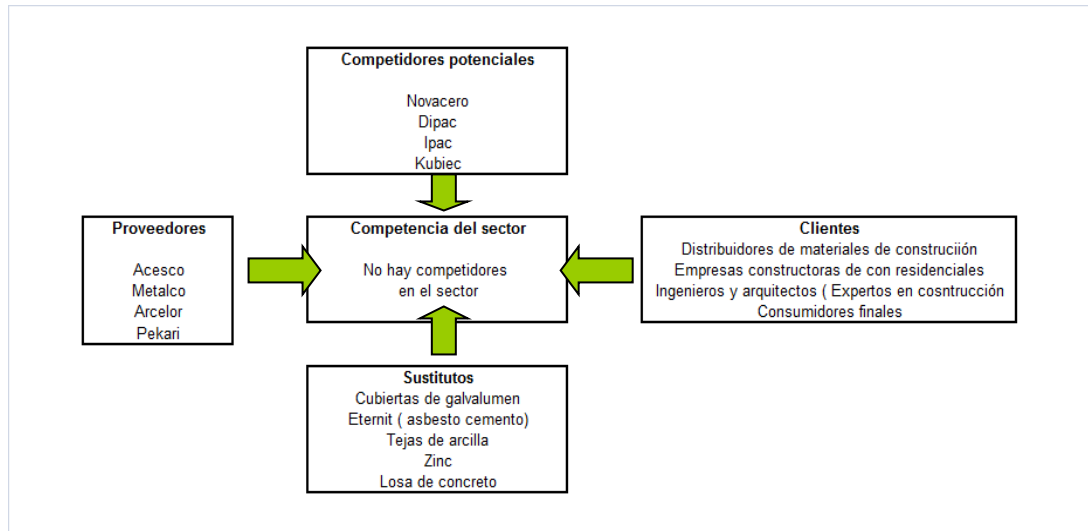 Competidores potenciales
Novacero
Dipac
Ipac
Kubiec
Proveedores
Acesco
Metalco
Arcelor
Pekari
Competencia del sector
No hay competidores
en el sector
Clientes
Distribuidores de materiales de construciión
Empresas constructoras de con residenciales
Ingenieros y arquitectos ( Expertos en cosntrucción
Consumidores finales
Sustitutos
Cubiertas de galvalumen
Eternit ( asbesto cemento)
Tejas de arcilla
Zinc
Losa de concreto